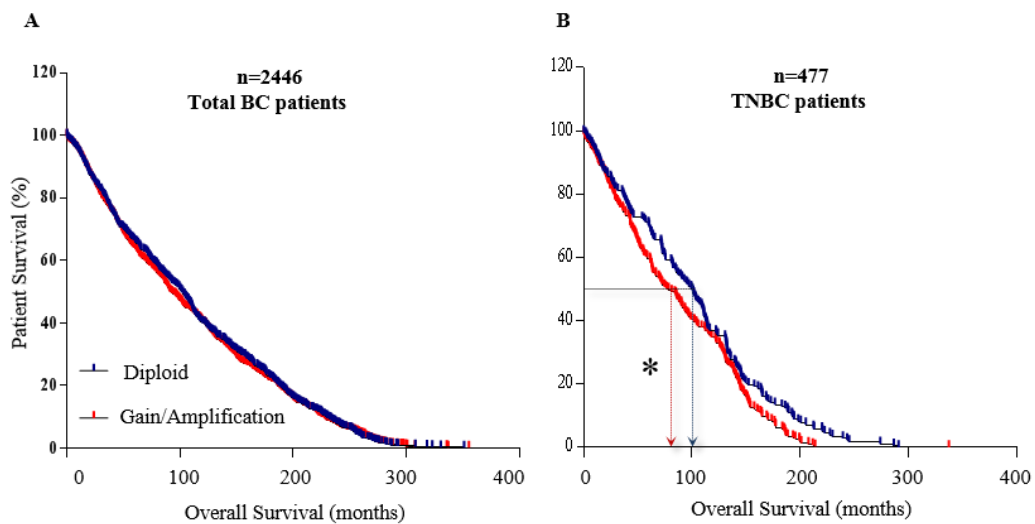 A
n=2446
Total BC patients
120
100
80
60
40
20
0
Patient Survival (%)
Diploid
Gain/Amplification
0 100 200 300 400
Overall Survival (months)
B
n=477
TNBC patients
120
100
80
60
40
20
0
*
0 100 200 300 400
Overall Survival (months)